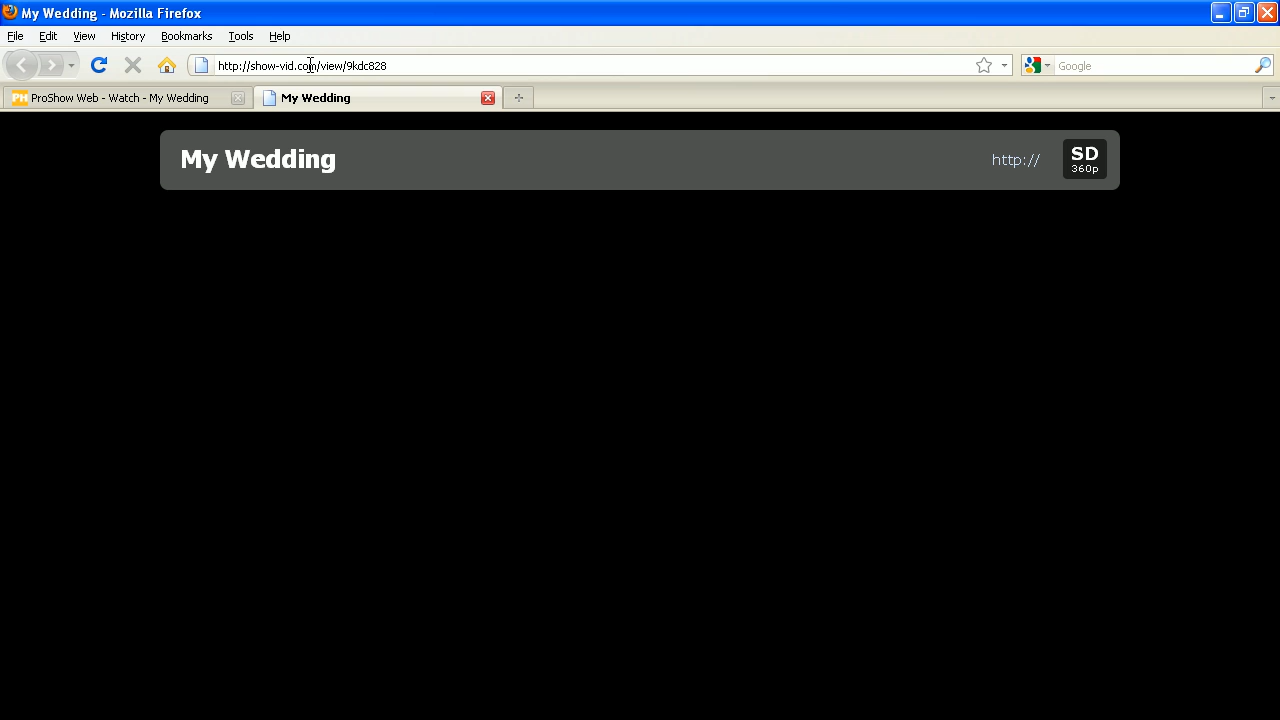 My Wedding - Mozilla Firefox
File Edit View History Bookmarks Tools Help
http://show-vid.com/view/9kdc828
Google
PH ProShow Web - Watch - My Wedding
My Wedding
My Wedding
http://
SD
360p